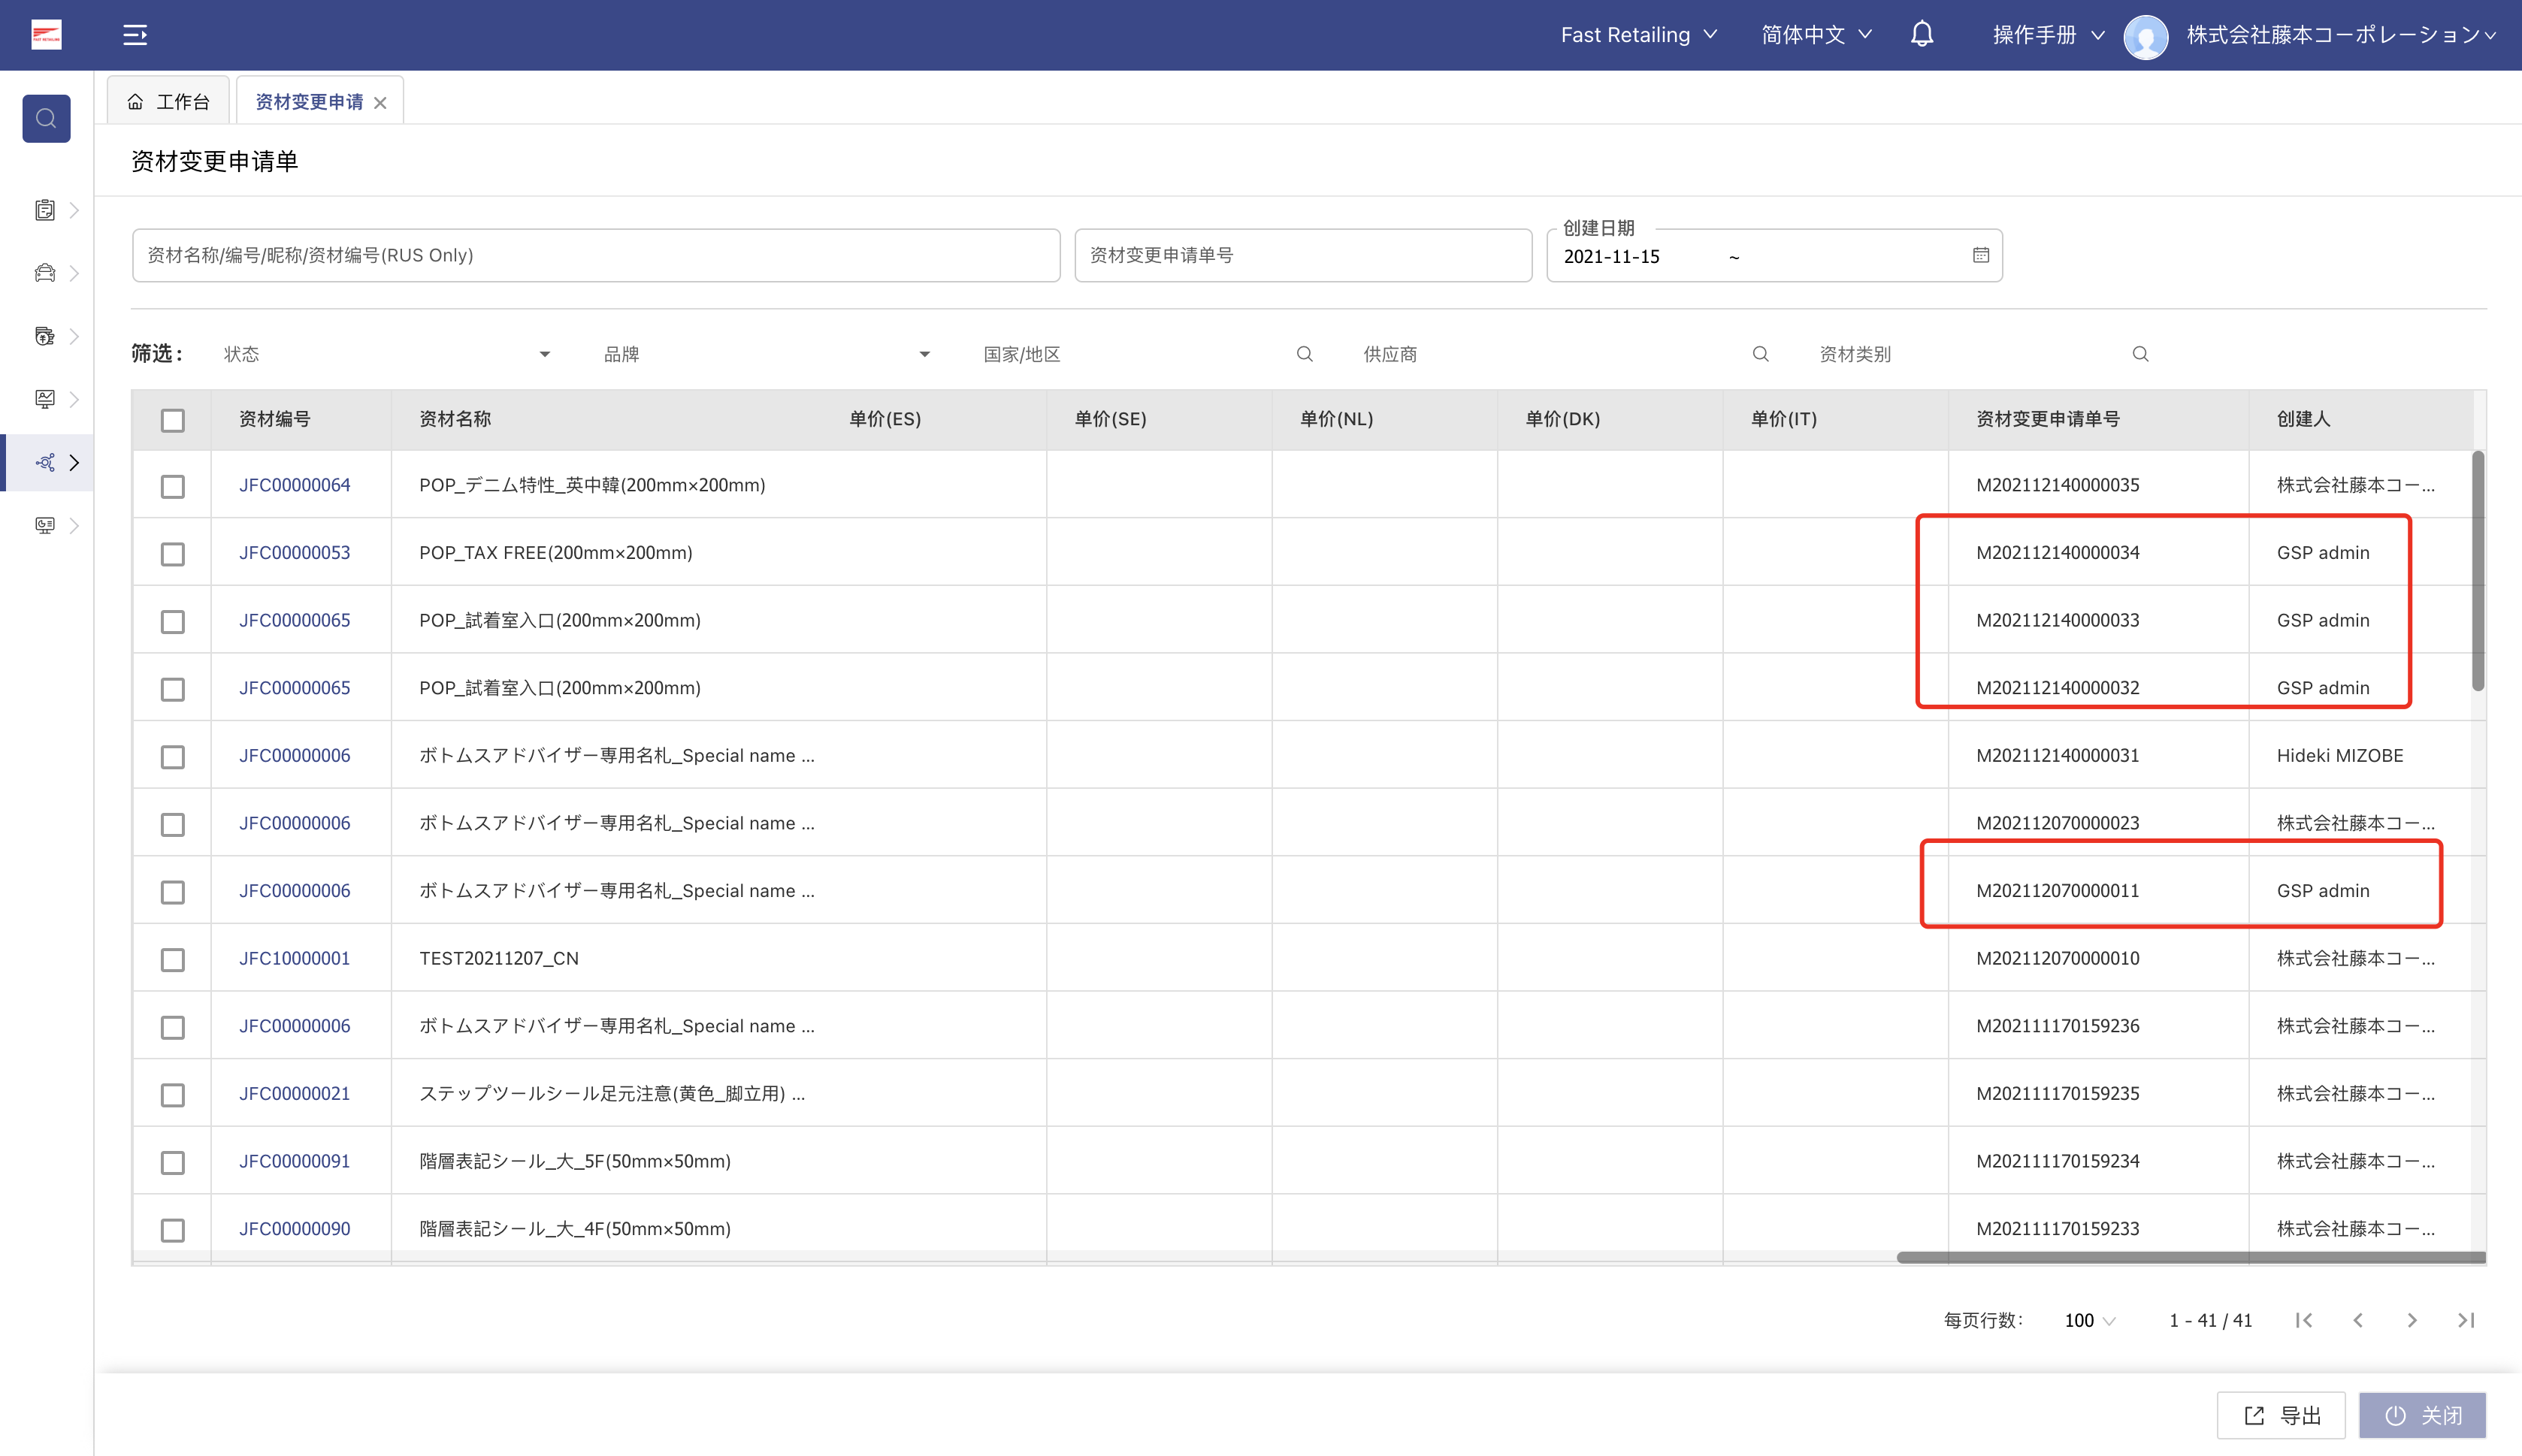 FAST RETAILING
Fast Retailing 简体中文 操作手册 株式会社藤本コーポレーション
工作台 资材变更申请
资材变更申请单
资材名称/编号/昵称/资材编号(RUS Only) 资材变更申请单号 创建日期 2021-11-15 ~
筛选： 状态 品牌 国家/地区 供应商 资材类别
资材编号 资材名称 单价(ES) 单价(SE) 单价(NL) 单价(DK) 单价(IT) 资材变更申请单号 创建人
JFC00000064 POP_デニム特性_英中韓(200mm×200mm) M202112140000035 株式会社藤本コー...
JFC00000053 POP_TAX FREE(200mm×200mm) M202112140000034 GSP admin
JFC00000065 POP_試着室入口(200mm×200mm) M202112140000033 GSP admin
JFC00000065 POP_試着室入口(200mm×200mm) M202112140000032 GSP admin
JFC00000006 ボトムスアドバイザー専用名札_Special name ... M202112140000031 Hideki MIZOBE
JFC00000006 ボトムスアドバイザー専用名札_Special name ... M202112070000023 株式会社藤本コー...
JFC00000006 ボトムスアドバイザー専用名札_Special name ... M202112070000011 GSP admin
JFC10000001 TEST20211207_CN M202112070000010 株式会社藤本コー...
JFC00000006 ボトムスアドバイザー専用名札_Special name ... M202111170159236 株式会社藤本コー...
JFC00000021 ステップツールシール足元注意(黄色_脚立用) ... M202111170159235 株式会社藤本コー...
JFC00000091 階層表記シール_大_5F(50mm×50mm) M202111170159234 株式会社藤本コー...
JFC00000090 階層表記シール_大_4F(50mm×50mm) M202111170159233 株式会社藤本コー...
每页行数： 100 1 - 41 / 41
导出 关闭